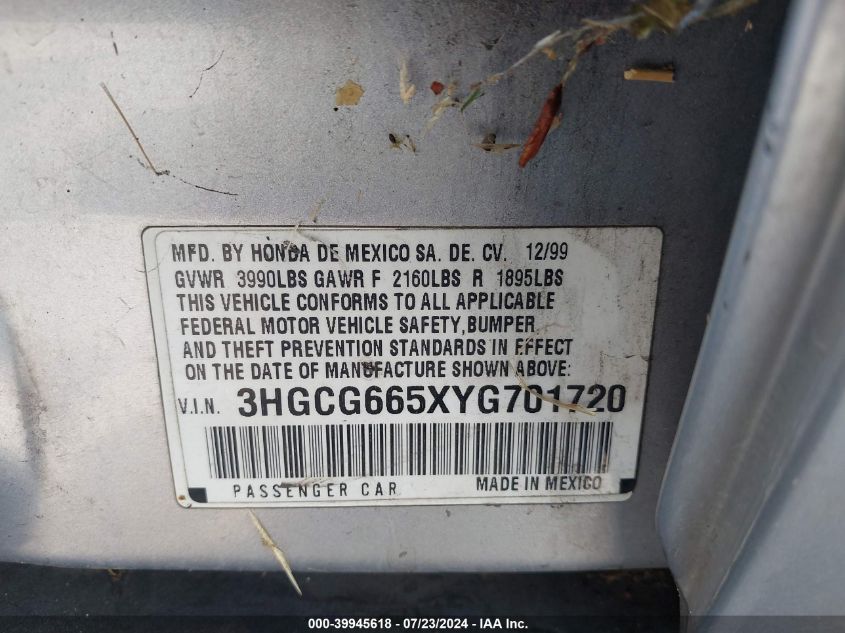 MFD. BY HONDA DE MEXICO SA. DE. CV. 12/99
GVWR 3990LBS GAWR F 2160LBS R 1895LBS
THIS VEHICLE CONFORMS TO ALL APPLICABLE
FEDERAL MOTOR VEHICLE SAFETY, BUMPER
AND THEFT PREVENTION STANDARDS IN EFFECT
ON THE DATE OF MANUFACTURE SHOWN ABOVE:
V.I.N. 3HGCG665XYG701720
PASSENGER CAR MADE IN MEXICO
000-39945618 - 07/23/2024 - IAA Inc.